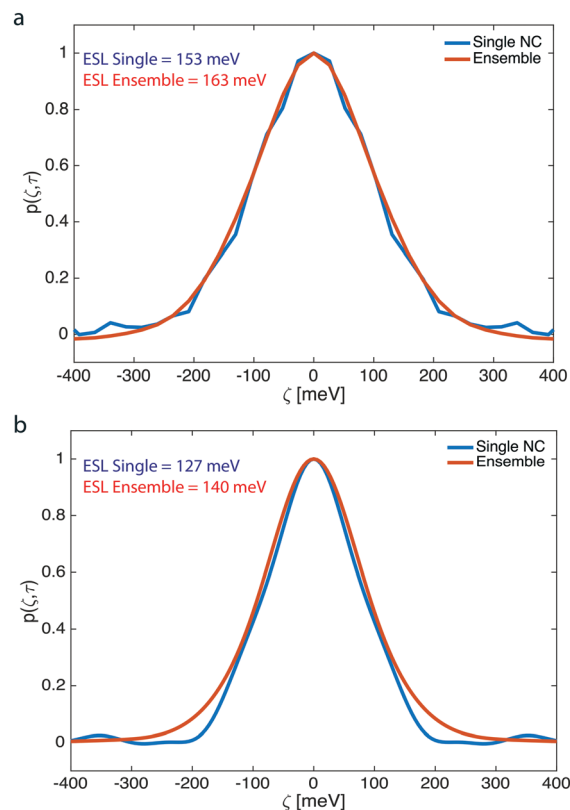 a
ESL Single = 153 meV
ESL Ensemble = 163 meV
Single NC
Ensemble
p(ζ,τ)
1
0.8
0.6
0.4
0.2
0
-400 -300 -200 -100 0 100 200 300 400
ζ [meV]
b
ESL Single = 127 meV
ESL Ensemble = 140 meV
Single NC
Ensemble
p(ζ,τ)
1
0.8
0.6
0.4
0.2
0
-400 -300 -200 -100 0 100 200 300 400
ζ [meV]